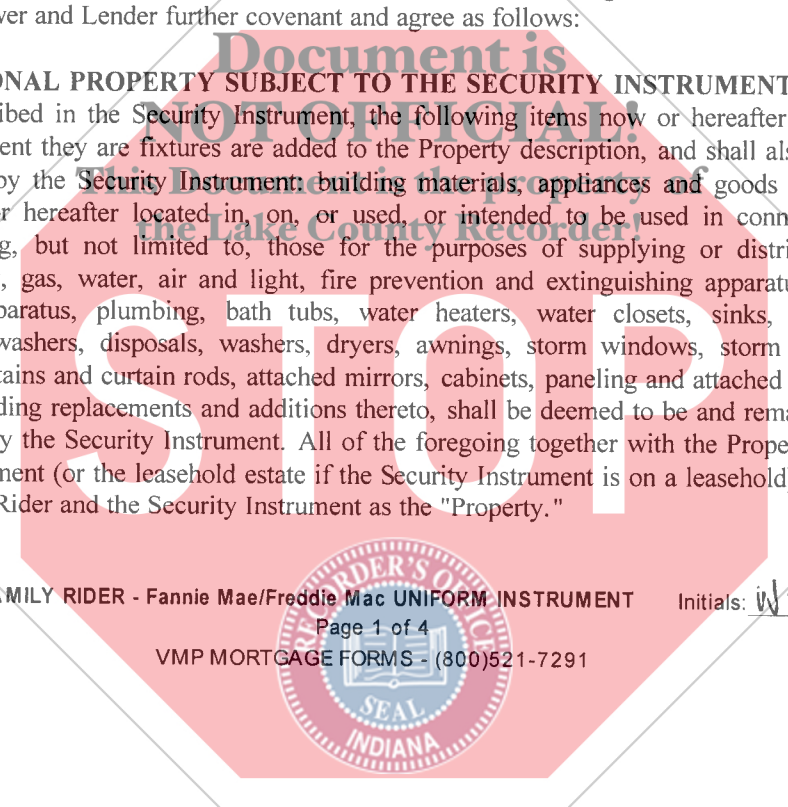 ver and Lender further covenant and agree as follows:
Document is
ONAL PROPERTY SUBJECT TO THE SECURITY INSTRUMENT
ibed in the Security Instrument, the following items now or hereafter
NOT OFFICIAL!
ent they are fixtures are added to the Property description, and shall als
This Document is the property of
by the Security Instrument: building materials, appliances and goods
r hereafter located in, on, or used, or intended to be used in conn
the Lake County Recorder!
g, but not limited to, those for the purposes of supplying or distri
, gas, water, air and light, fire prevention and extinguishing apparatu
paratus, plumbing, bath tubs, water heaters, water closets, sinks,
washers, disposals, washers, dryers, awnings, storm windows, storm
tains and curtain rods, attached mirrors, cabinets, paneling and attached
STOP
ding replacements and additions thereto, shall be deemed to be and rema
y the Security Instrument. All of the foregoing together with the Prope
ment (or the leasehold estate if the Security Instrument is on a leasehold)
Rider and the Security Instrument as the "Property."
AMILY RIDER - Fannie Mae/Freddie Mac UNIFORM INSTRUMENT Initials:
Page 1 of 4
VMP MORTGAGE FORMS - (800)521-7291
RECORDER'S OFFICE
SEAL
INDIANA